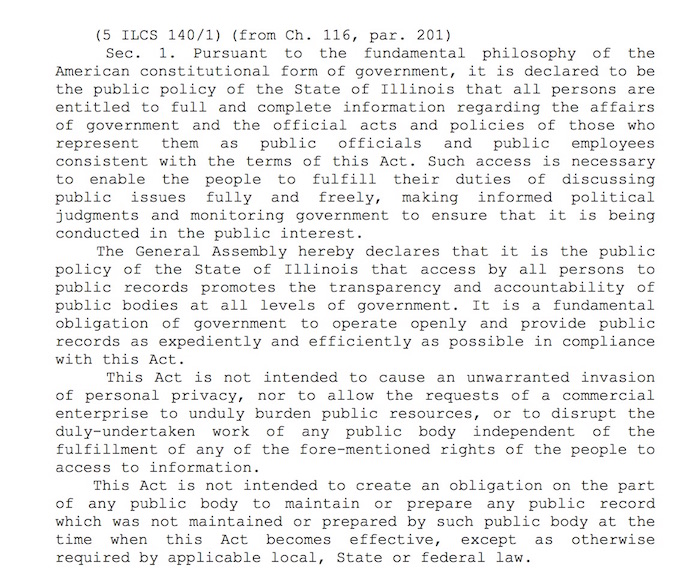 (5 ILCS 140/1) (from Ch. 116, par. 201)
Sec. 1. Pursuant to the fundamental philosophy of the
American constitutional form of government, it is declared to be
the public policy of the State of Illinois that all persons are
entitled to full and complete information regarding the affairs
of government and the official acts and policies of those who
represent them as public officials and public employees
consistent with the terms of this Act. Such access is necessary
to enable the people to fulfill their duties of discussing
public issues fully and freely, making informed political
judgments and monitoring government to ensure that it is being
conducted in the public interest.
The General Assembly hereby declares that it is the public
policy of the State of Illinois that access by all persons to
public records promotes the transparency and accountability of
public bodies at all levels of government. It is a fundamental
obligation of government to operate openly and provide public
records as expediently and efficiently as possible in compliance
with this Act.
This Act is not intended to cause an unwarranted invasion
of personal privacy, nor to allow the requests of a commercial
enterprise to unduly burden public resources, or to disrupt the
duly-undertaken work of any public body independent of the
fulfillment of any of the fore-mentioned rights of the people to
access to information.
This Act is not intended to create an obligation on the part
of any public body to maintain or prepare any public record
which was not maintained or prepared by such public body at the
time when this Act becomes effective, except as otherwise
required by applicable local, State or federal law.